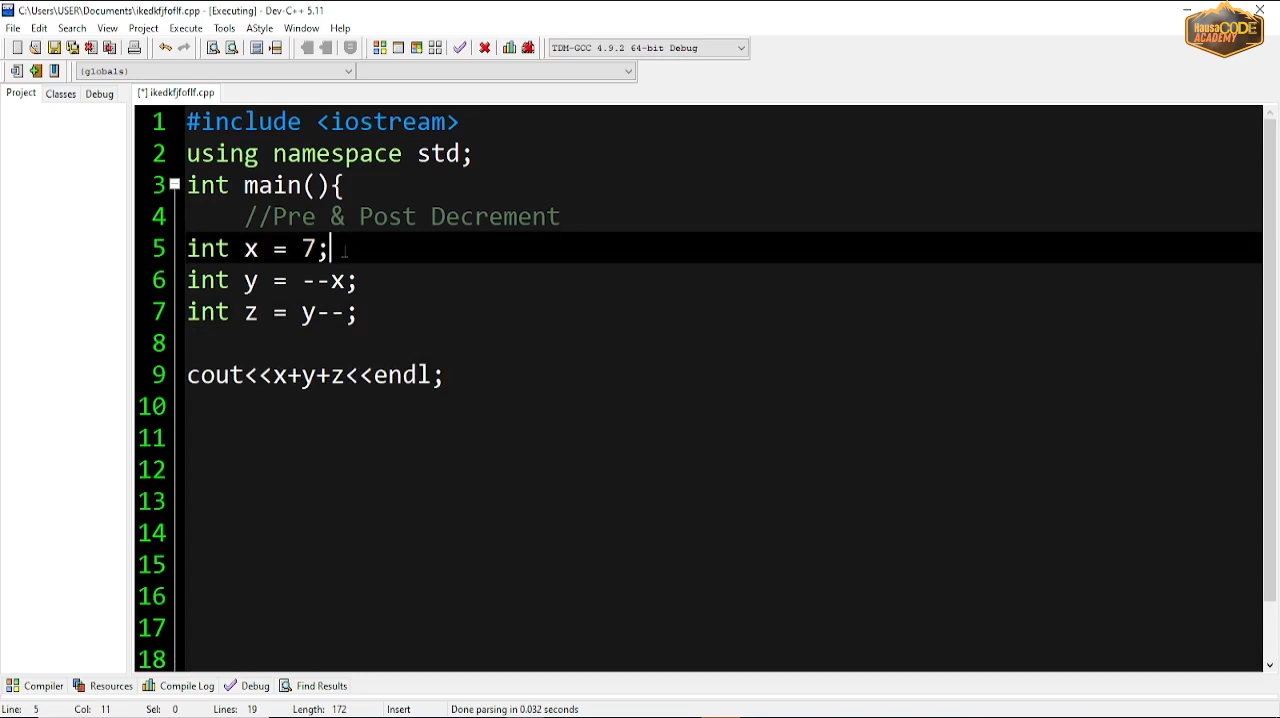 C:\Users\USER\Documents\ikedkfjfoflf.cpp - [Executing] - Dev-C++ 5.11
HausaCODE
ACADEMY
File Edit Search View Project Execute Tools AStyle Window Help
TDM-GCC 4.9.2 64-bit Debug
(globals)
Project Classes Debug [*] ikedkfjfoflf.cpp
1 #include <iostream>
2 using namespace std;
3 int main(){
4 //Pre & Post Decrement
5 int x = 7;
6 int y = --x;
7 int z = y--;
8
9 cout<<x+y+z<<endl;
10
11
12
13
14
15
16
17
18
Compiler Resources Compile Log Debug Find Results
Line: 5 Col: 11 Sel: 0 Lines: 19 Length: 172 Insert Done parsing in 0.032 seconds